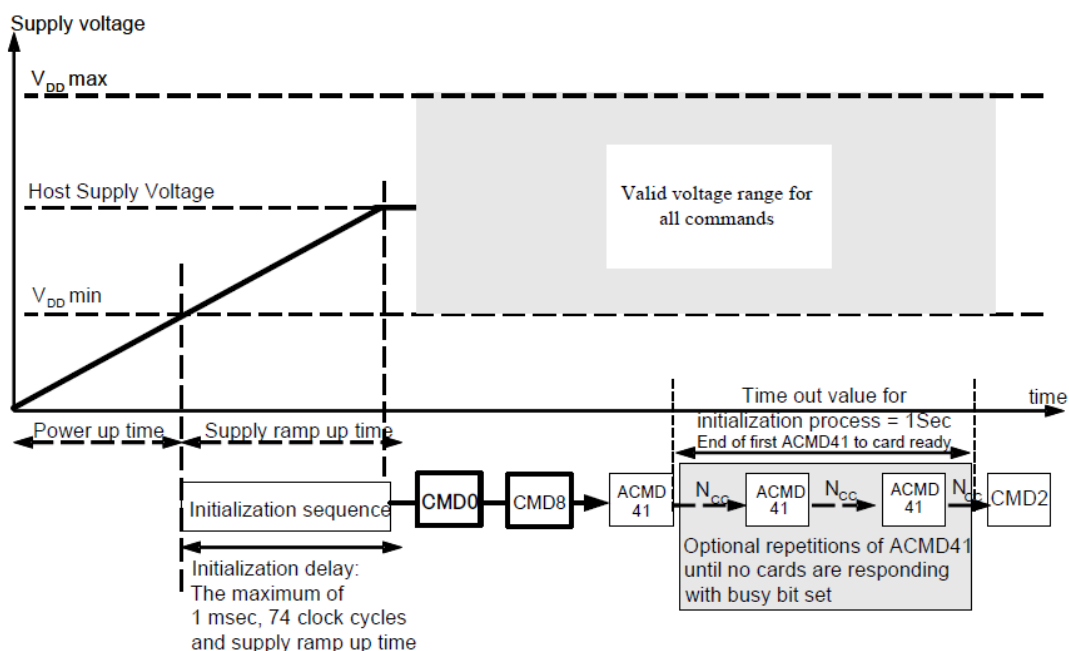 Supply voltage
V_DD max
Host Supply Voltage
Valid voltage range for
all commands
V_DD min
Time out value for
time
initialization process = 1Sec
End of first ACMD41 to card ready
Power up time
Supply ramp up time
Initialization sequence
CMD0
CMD8
ACMD
41
N_CC
ACMD
41
N_CC
ACMD
41
N_CC
CMD2
Optional repetitions of ACMD41
until no cards are responding
with busy bit set
Initialization delay:
The maximum of
1 msec, 74 clock cycles
and supply ramp up time